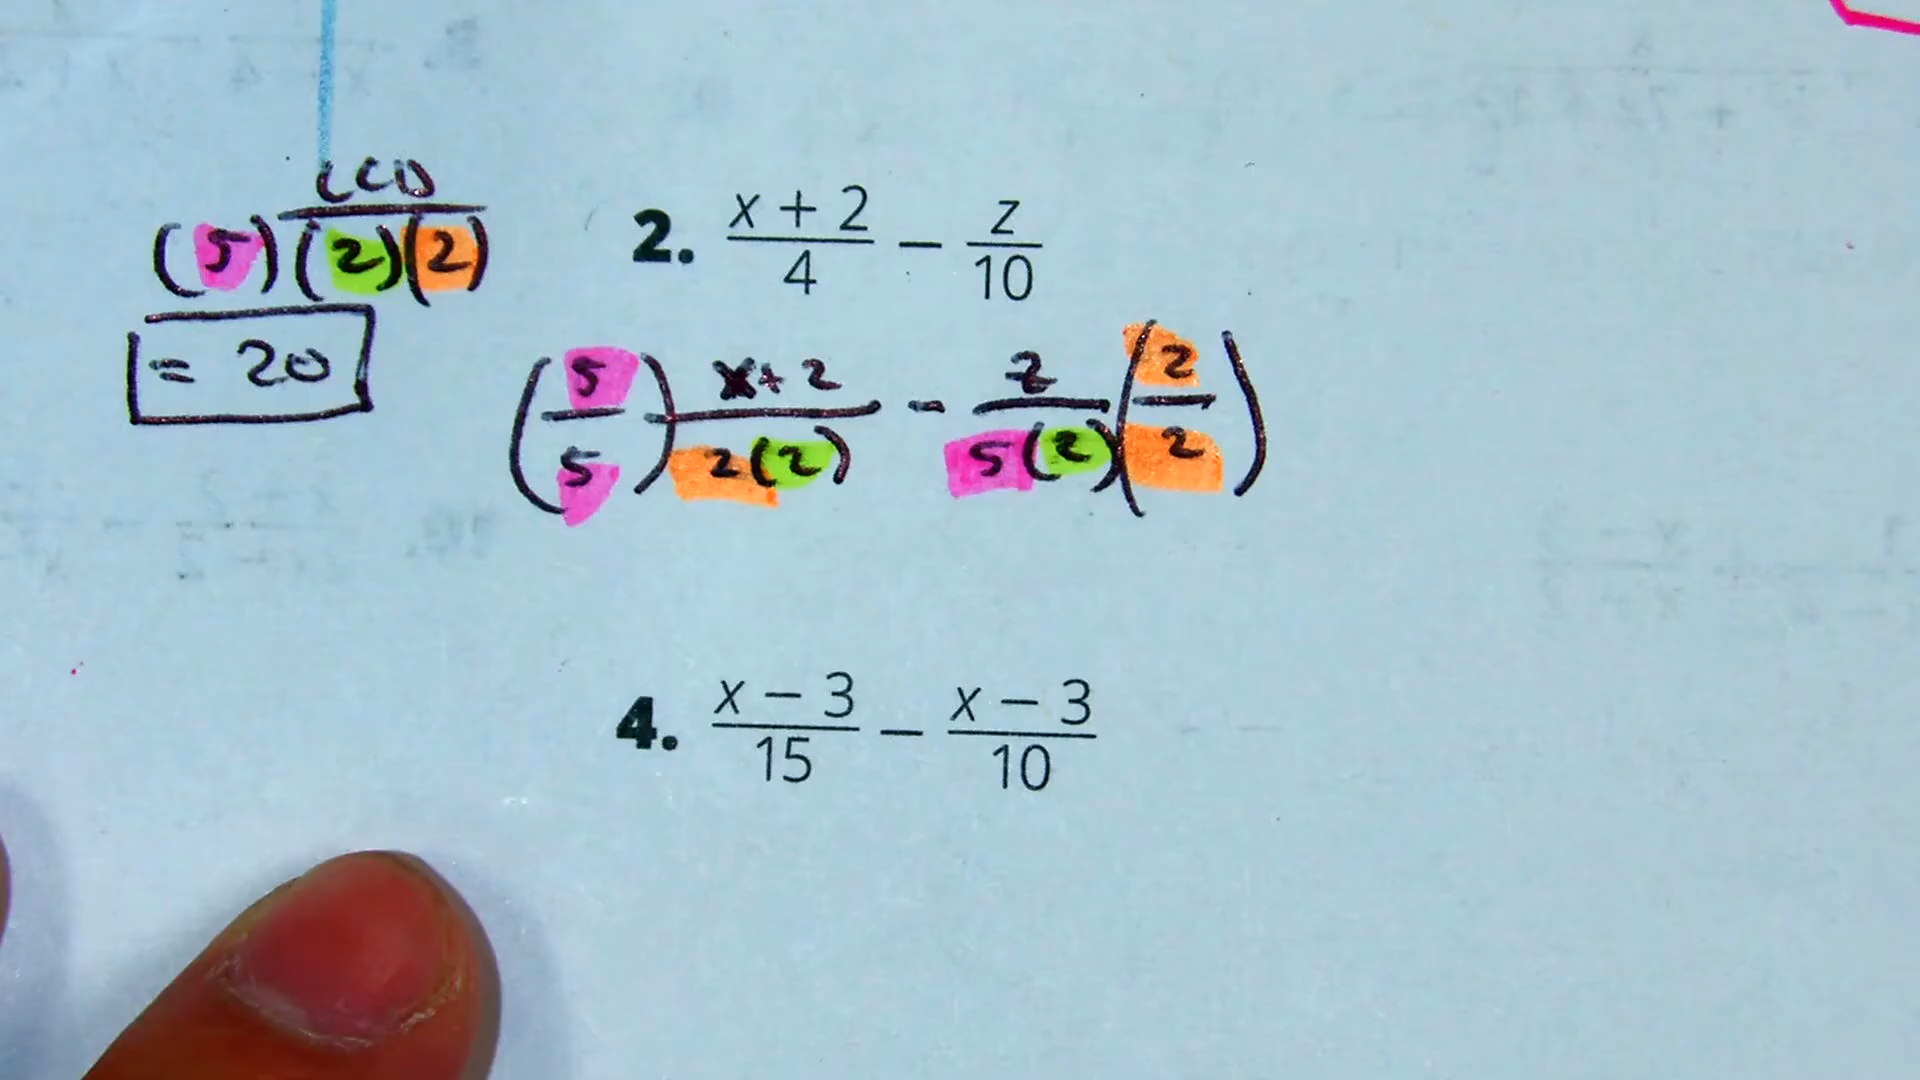 LCD
(5)(2)(2)
= 20
2. x + 2 / 4 − z / 10
(5/5) x+2 / 2(2) - z / 5(2) (2/2)
4. x − 3 / 15 − x − 3 / 10